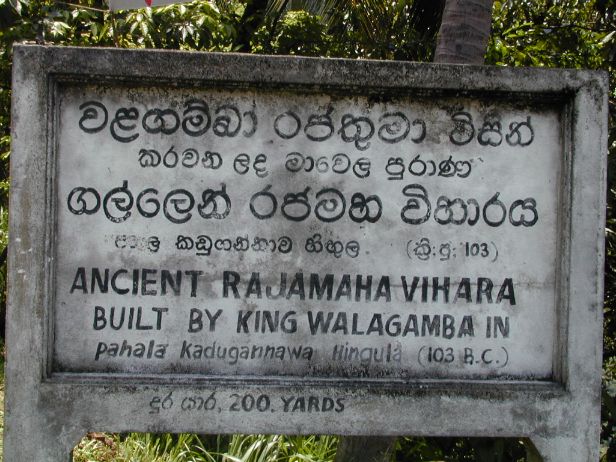 වළගම්බා රජතුමා විසින්
කරවන ලද මාවෙල පුරාණ
ගල්ලෙන් රජමහ විහාරය
පහල කඩුගන්නාව හිඟුල (ක්‍රි.පූ. 103)
ANCIENT RAJAMAHA VIHARA
BUILT BY KING WALAGAMBA IN
pahala Kadugannawa Hingula (103 B.C.)
දුර යාර, 200. YARDS